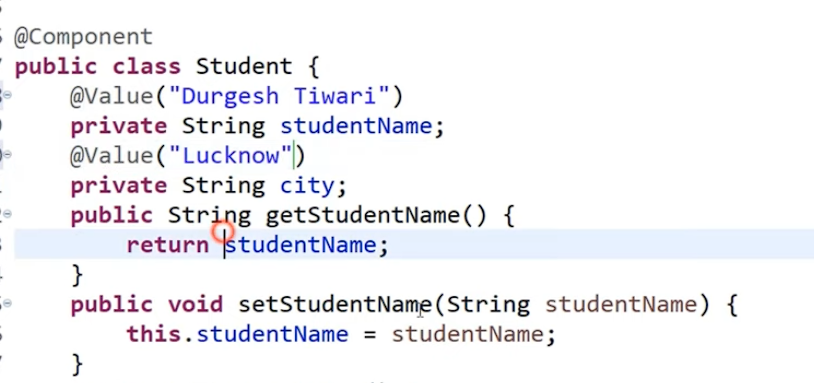 @Component
public class Student {
@Value("Durgesh Tiwari")
private String studentName;
@Value("Lucknow")
private String city;
public String getStudentName() {
return studentName;
}
public void setStudentName(String studentName) {
this.studentName = studentName;
}